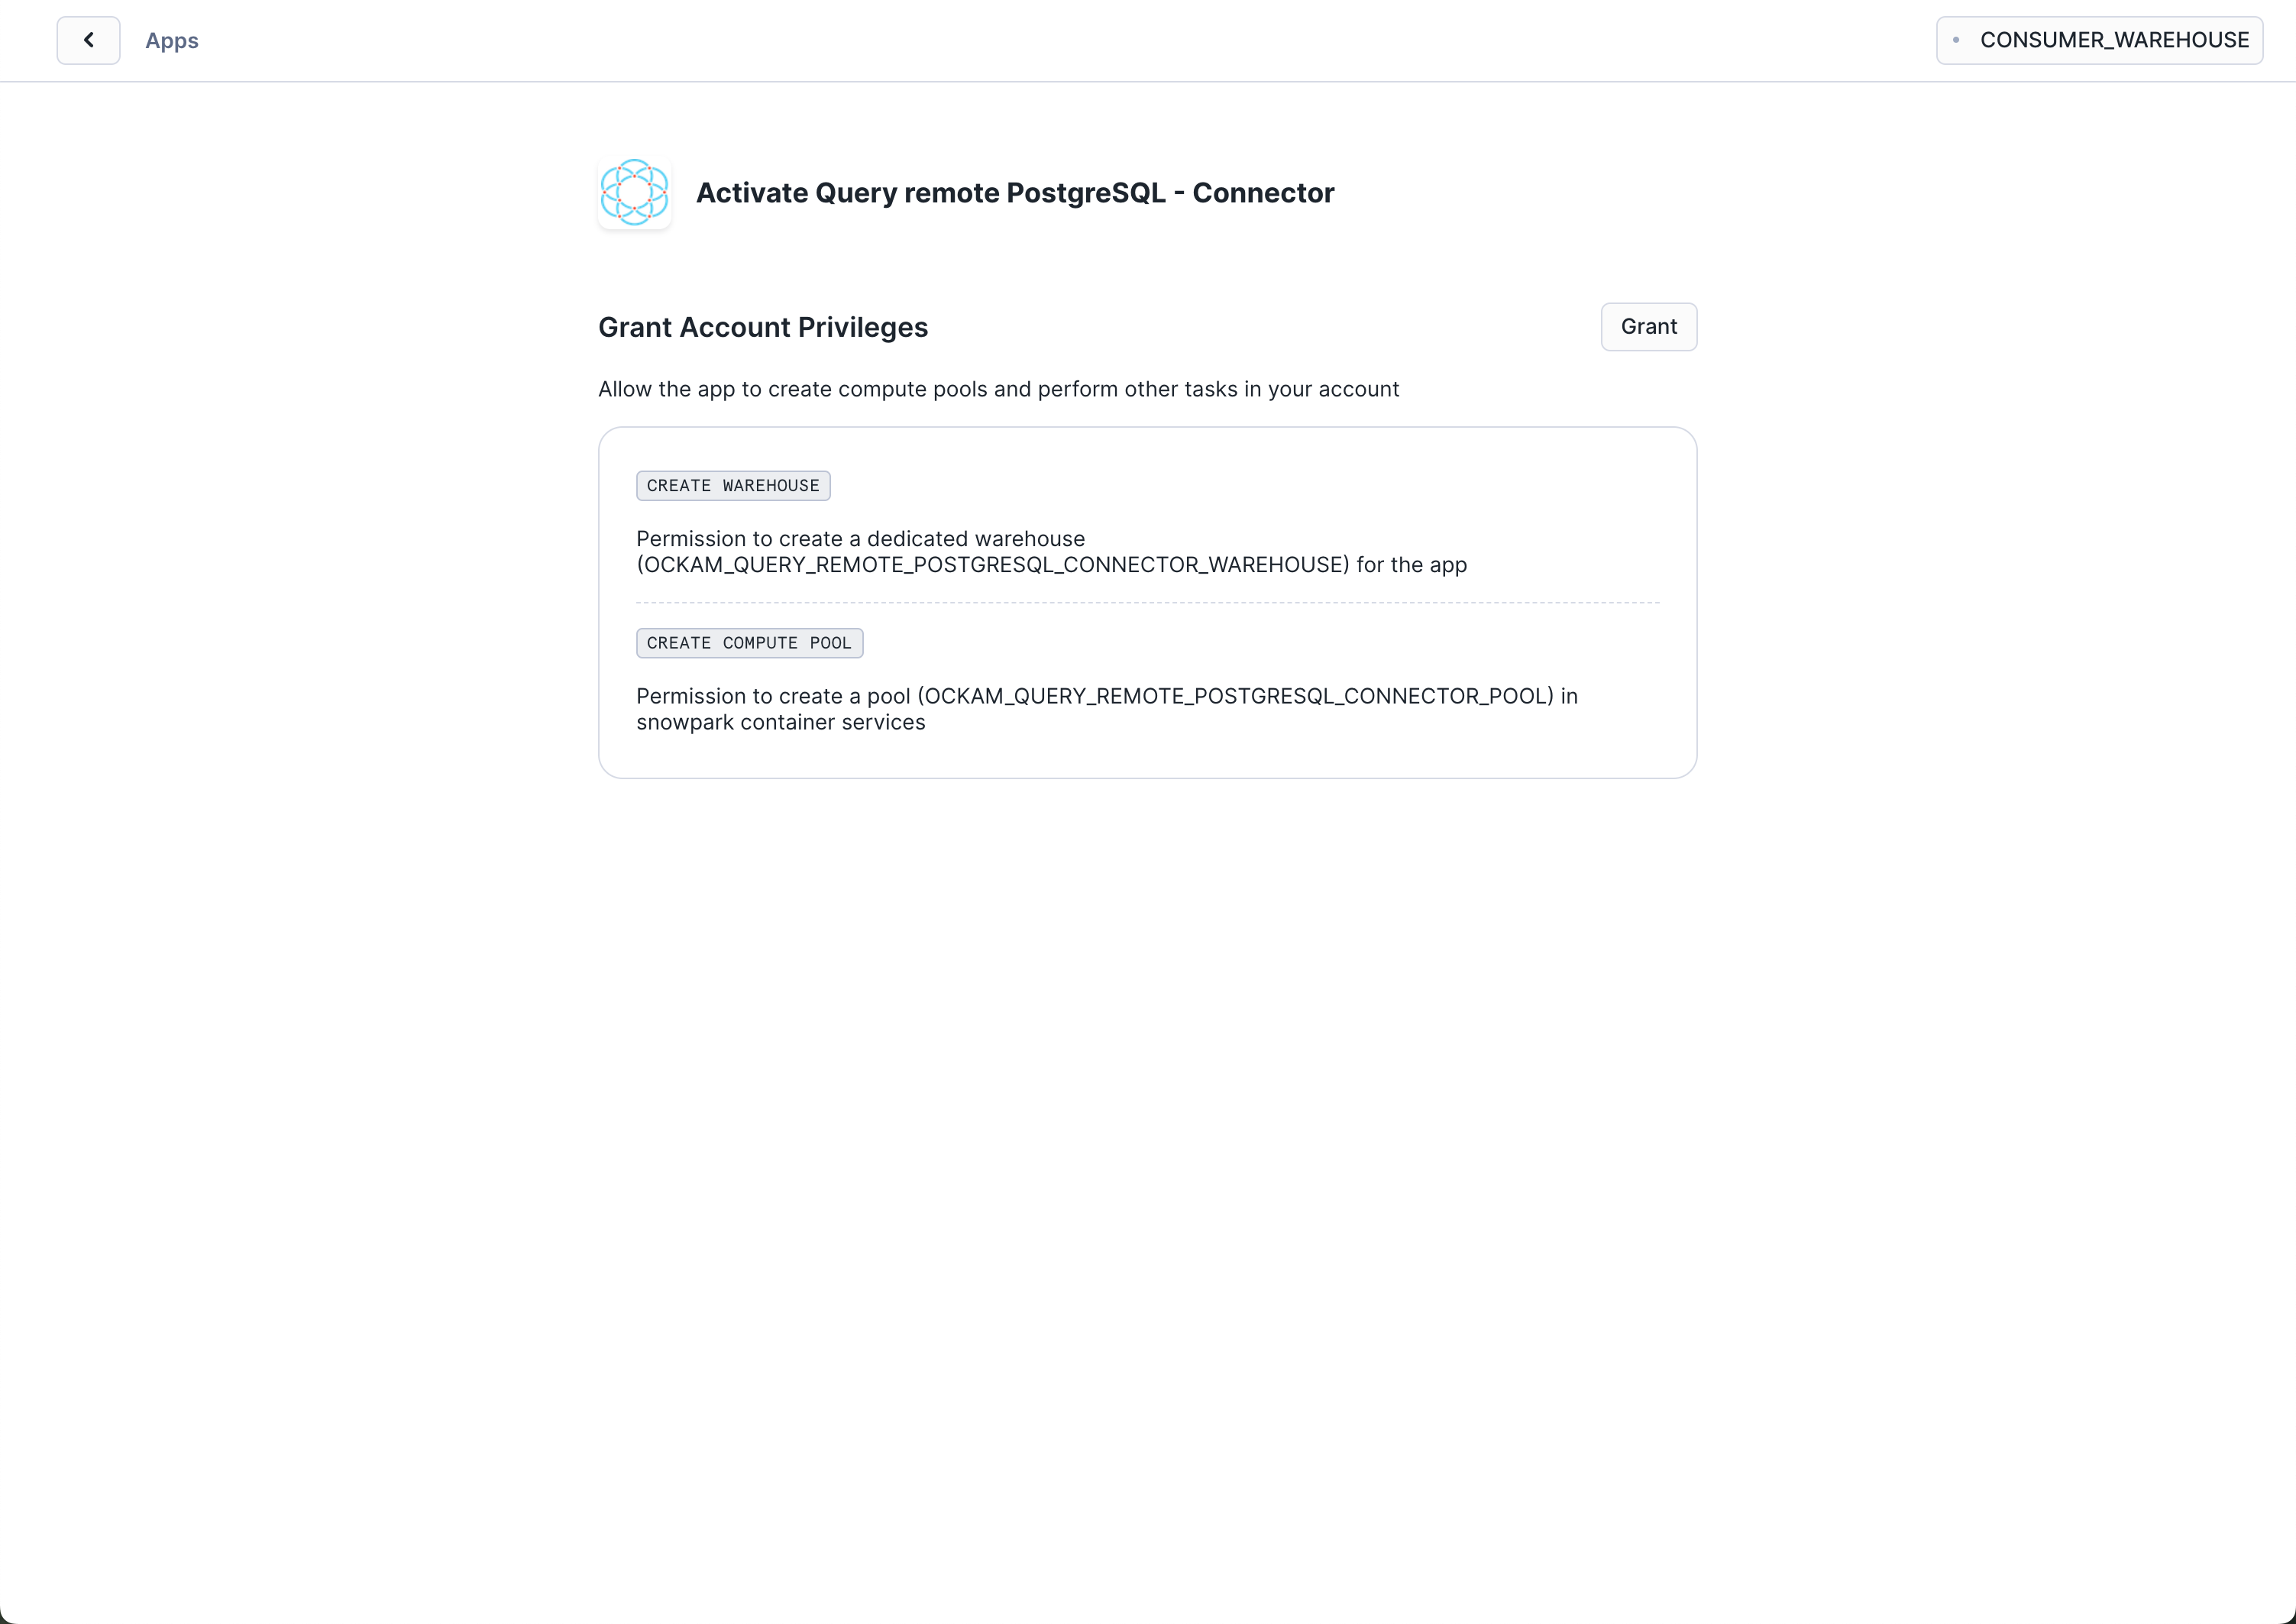 Apps
CONSUMER_WAREHOUSE
Activate Query remote PostgreSQL - Connector
Grant Account Privileges
Grant
Allow the app to create compute pools and perform other tasks in your account
CREATE WAREHOUSE
Permission to create a dedicated warehouse
(OCKAM_QUERY_REMOTE_POSTGRESQL_CONNECTOR_WAREHOUSE) for the app
CREATE COMPUTE POOL
Permission to create a pool (OCKAM_QUERY_REMOTE_POSTGRESQL_CONNECTOR_POOL) in
snowpark container services